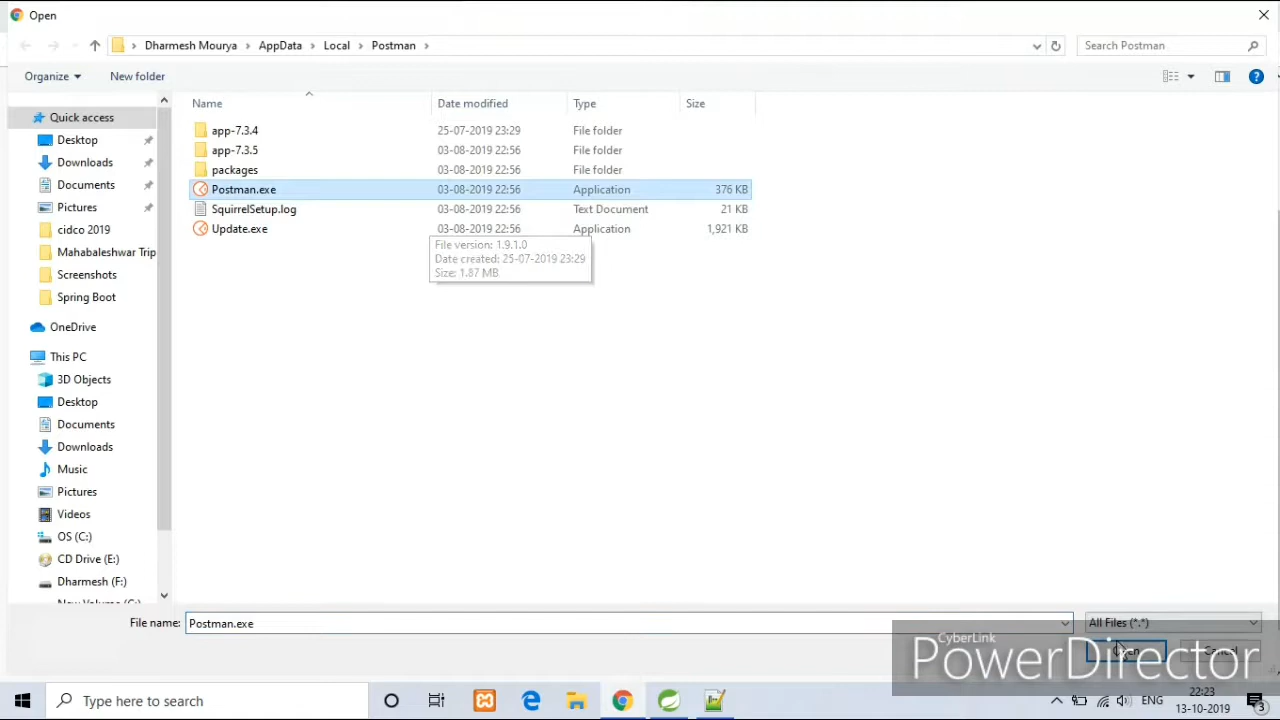 Open
Dharmesh Mourya > AppData > Local > Postman >
Search Postman
Organize
New folder
Name
Date modified
Type
Size
Quick access
Desktop
Downloads
Documents
Pictures
cidco 2019
Mahabaleshwar Trip
Screenshots
Spring Boot
OneDrive
This PC
3D Objects
Desktop
Documents
Downloads
Music
Pictures
Videos
OS (C:)
CD Drive (E:)
Dharmesh (F:)
app-7.3.4 25-07-2019 23:29 File folder
app-7.3.5 03-08-2019 22:56 File folder
packages 03-08-2019 22:56 File folder
Postman.exe 03-08-2019 22:56 Application 376 KB
SquirrelSetup.log 03-08-2019 22:56 Text Document 21 KB
Update.exe 03-08-2019 22:56 Application 1,921 KB
File version: 1.9.1.0
Date created: 25-07-2019 23:29
Size: 1.87 MB
File name: Postman.exe
All Files (*.*)
Open
Cancel
CyberLink
PowerDirector
Type here to search
ENG
22:23
13-10-2019
3